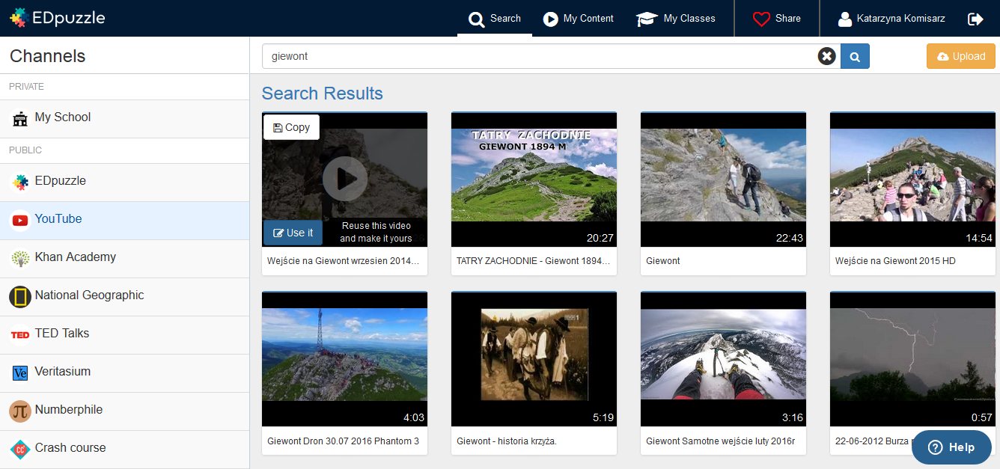 EDpuzzle
Search
My Content
My Classes
Share
Katarzyna Komisarz
Channels
giewont
Upload
PRIVATE
My School
PUBLIC
EDpuzzle
YouTube
Khan Academy
National Geographic
TED TED Talks
Ve Veritasium
π Numberphile
CC Crash course
Search Results
Copy
Use it
Reuse this video
and make it yours
Wejście na Giewont wrzesien 2014...
TATRY ZACHODNIE
GIEWONT 1894 M
20:27
TATRY ZACHODNIE - Giewont 1894...
22:43
Giewont
14:54
Wejście na Giewont 2015 HD
4:03
Giewont Dron 30.07 2016 Phantom 3
5:19
Giewont - historia krzyża.
3:16
Giewont Samotne wejście luty 2016r
0:57
22-06-2012 Burza
Help